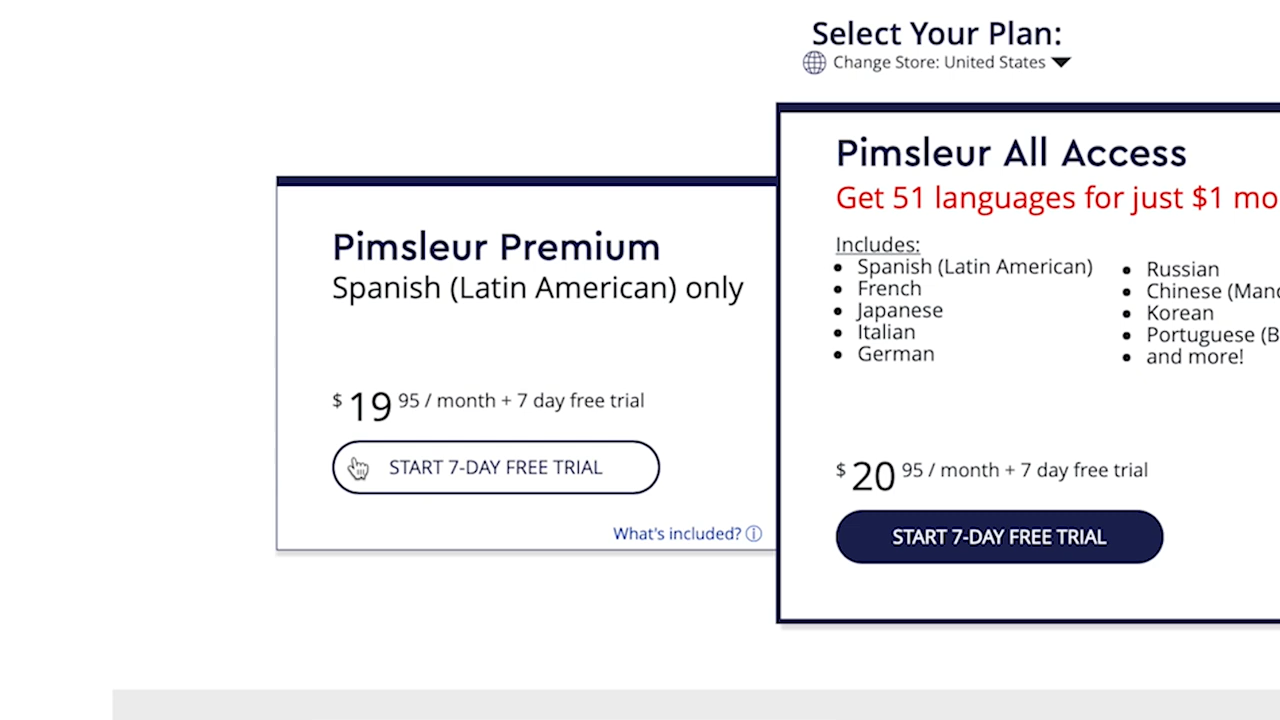 Select Your Plan:
Change Store: United States
Pimsleur Premium
Spanish (Latin American) only
$ 19 95 / month + 7 day free trial
START 7-DAY FREE TRIAL
What's included?
Pimsleur All Access
Get 51 languages for just $1
Includes:
Spanish (Latin American)
French
Japanese
Italian
German
Russian
Chinese
Korean
Portuguese
and more!
$ 20 95 / month + 7 day free trial
START 7-DAY FREE TRIAL